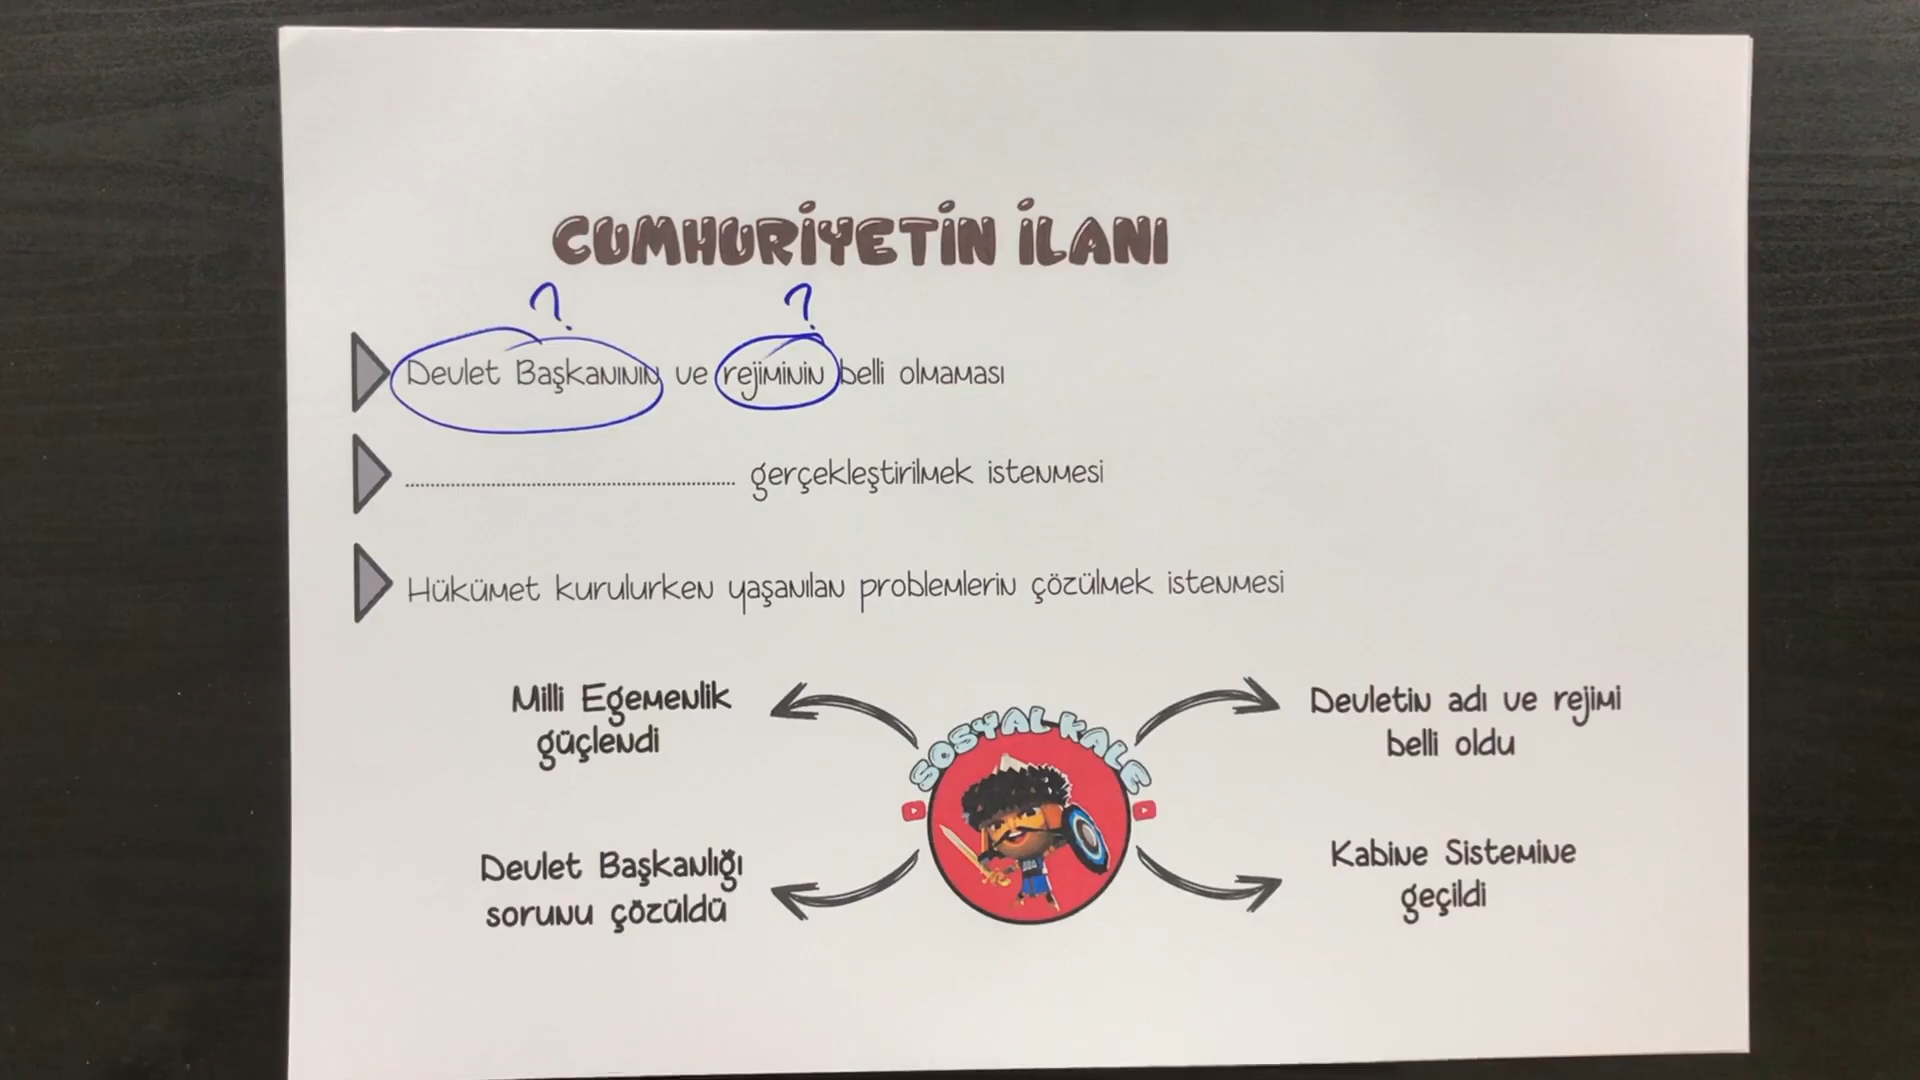 CUMHURİYETİN İLANI
? ?
Devlet Başkanının ve rejiminin belli olmaması
........................................................ gerçekleştirilmek istenmesi
Hükümet kurulurken yaşanılan problemlerin çözülmek istenmesi
Milli Egemenlik
güçlendi
Devletin adı ve rejimi
belli oldu
SOSYAL KALE
Devlet Başkanlığı
sorunu çözüldü
Kabine Sistemine
geçildi